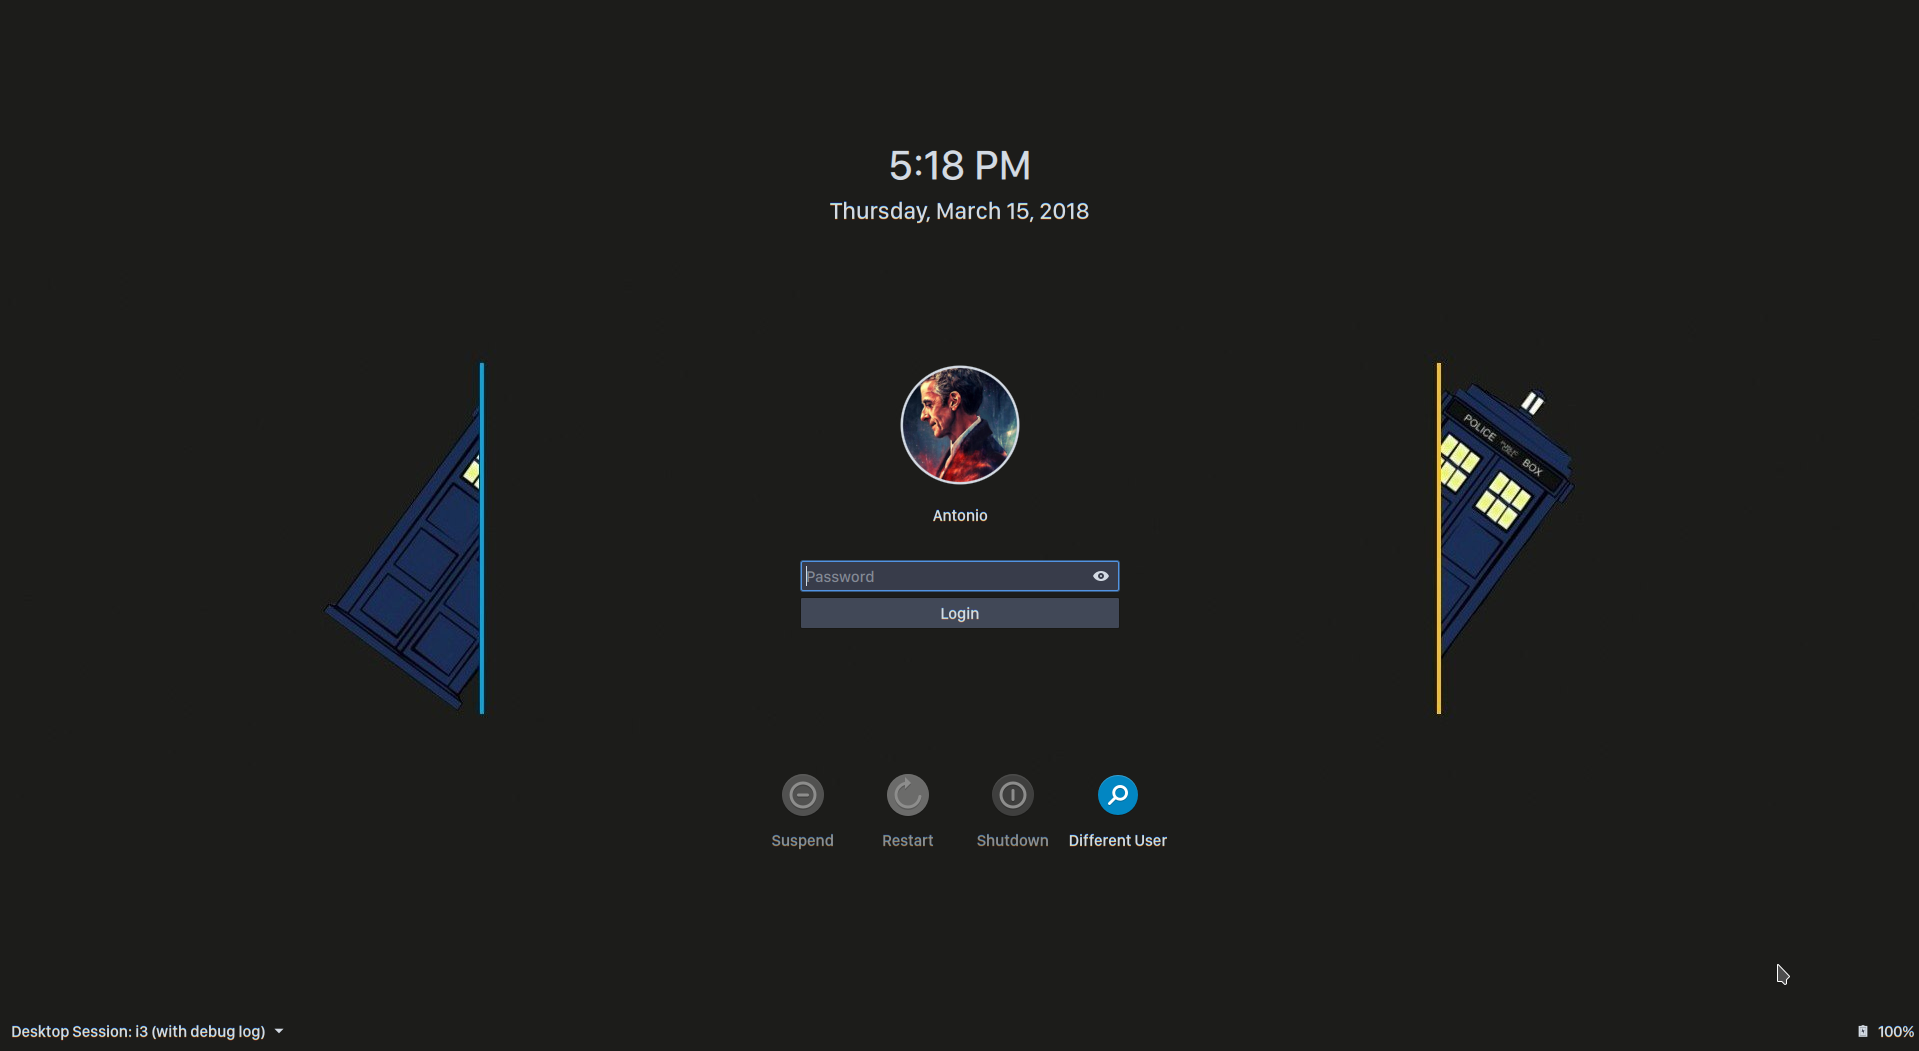 5:18 PM
Thursday, March 15, 2018
POLICE BOX
Antonio
Password
Login
Suspend
Restart
Shutdown
Different User
Desktop Session: i3 (with debug log)
100%